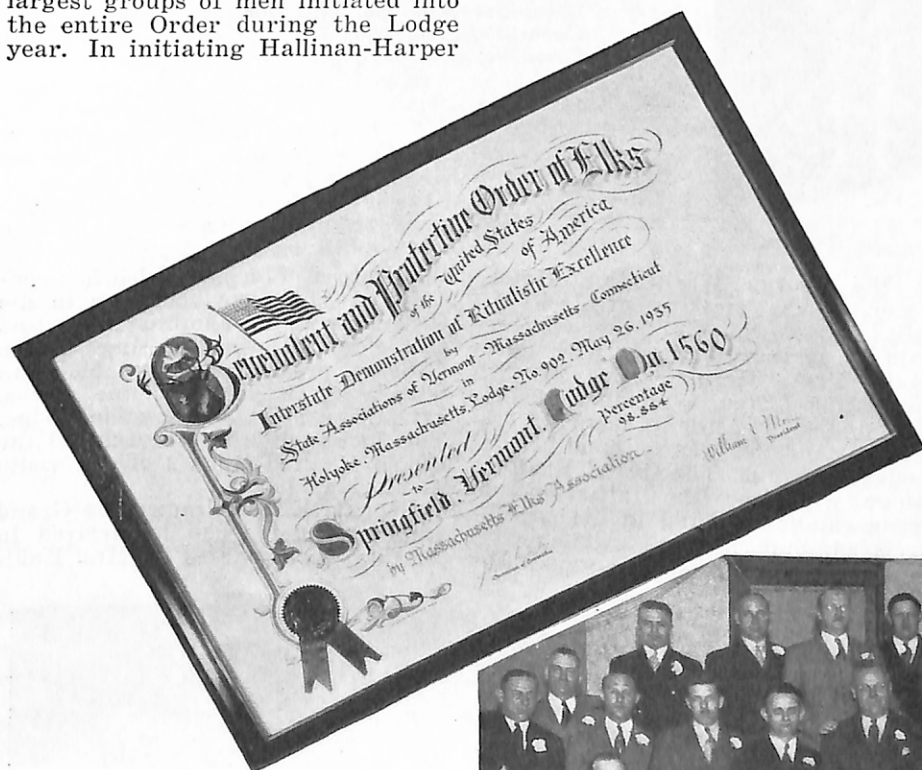 largest groups of men initiated into
the entire Order during the Lodge
year. In initiating Hallinan-Harper
Benevolent and Protective Order of Elks
of the United States
of America
Interstate Demonstration of Ritualistic Excellence
by
State Associations of Vermont-Massachusetts-Connecticut
in
Holyoke, Massachusetts, Lodge-No. 902. May 26, 1935
Presented
to
Springfield, Vermont, Lodge No. 1560
Percentage
98.884
by Massachusetts Elks' Association
William
President